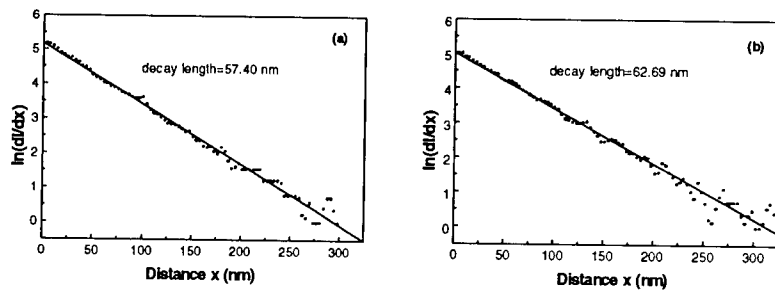 6
5
4
3
2
1
0
ln(dI/dx)
(a)
decay length=57.40 nm
0 50 100 150 200 250 300
Distance x (nm)
6
5
4
3
2
1
0
ln(dI/dx)
(b)
decay length=62.69 nm
0 50 100 150 200 250 300
Distance x (nm)